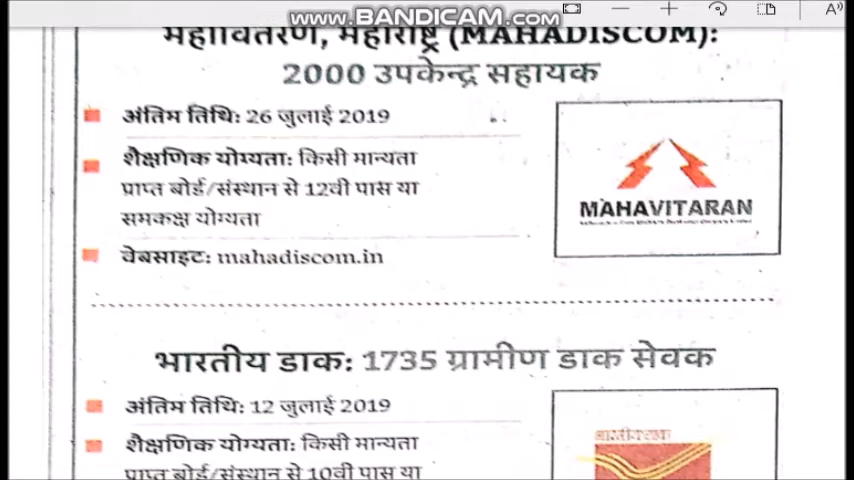 www.BANDICAM.com
महावितरण, महाराष्ट्र (MAHADISCOM):
2000 उपकेन्द्र सहायक
अंतिम तिथि: 26 जुलाई 2019
शैक्षणिक योग्यता: किसी मान्यता
प्राप्त बोर्ड/संस्थान से 12वी पास या
समकक्ष योग्यता
वेबसाइट: mahadiscom.in
MAHAVITARAN
भारतीय डाक: 1735 ग्रामीण डाक सेवक
अंतिम तिथि: 12 जुलाई 2019
शैक्षणिक योग्यता: किसी मान्यता
प्राप्त बोर्ड/संस्थान से 10वी पास या
भारतीय डाक